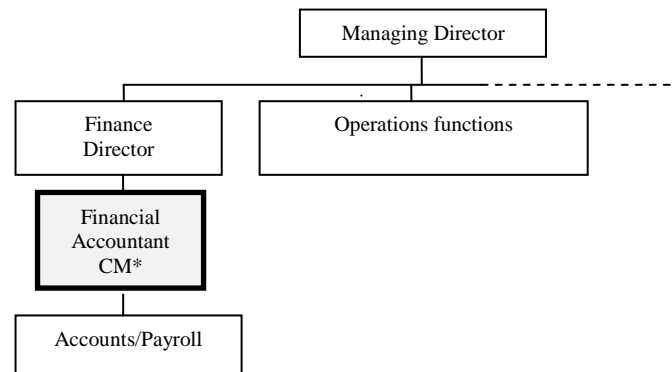 Managing Director
Finance
Director
Operations functions
Financial
Accountant
CM*
Accounts/Payroll